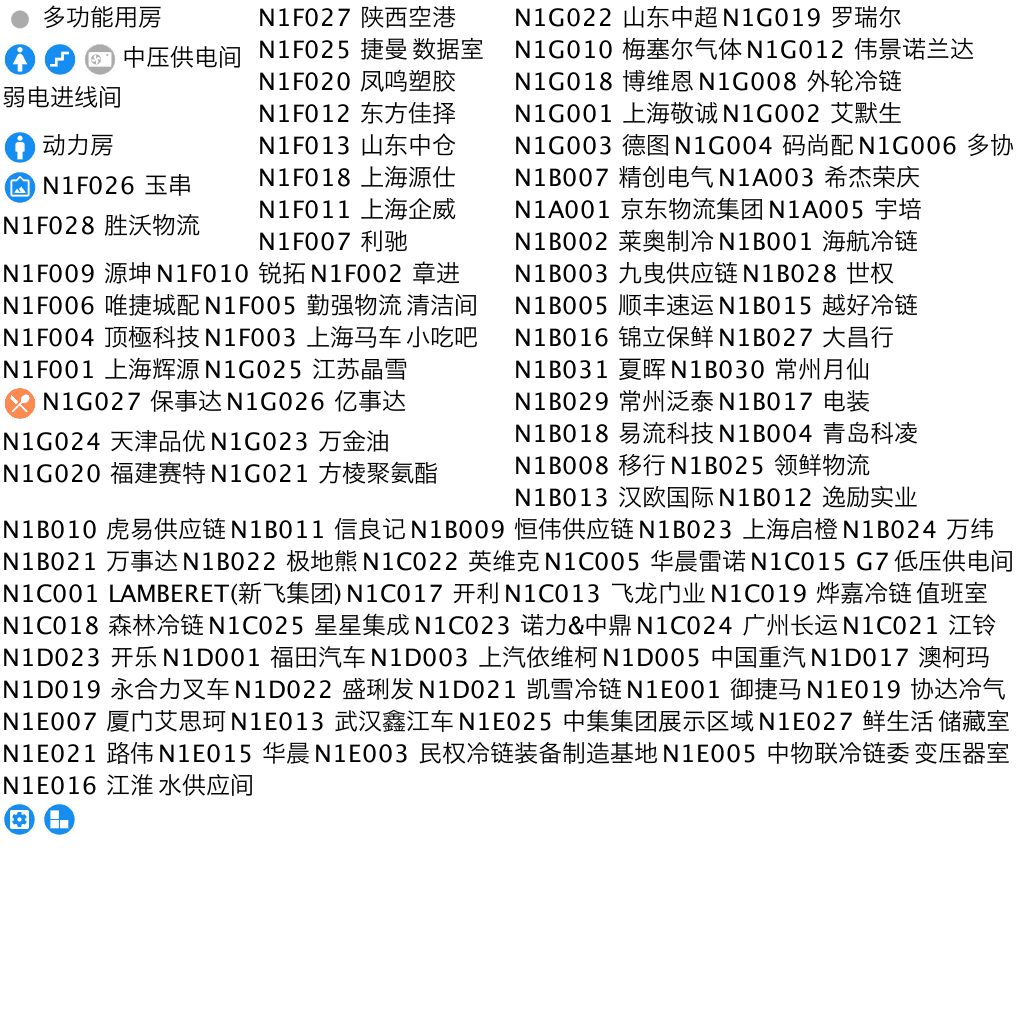 多功能用房
中压供电间
弱电进线间
动力房
N1F026 玉串
N1F028 胜沃物流
N1F027 陕西空港
N1F025 捷曼 数据室
N1F020 凤鸣塑胶
N1F012 东方佳择
N1F013 山东中仓
N1F018 上海源仕
N1F011 上海企威
N1F007 利驰
N1F009 源坤 N1F010 锐拓 N1F002 章进
N1F006 唯捷城配 N1F005 勤强物流 清洁间
N1F004 顶極科技 N1F003 上海马车 小吃吧
N1F001 上海辉源 N1G025 江苏晶雪
N1G027 保事达 N1G026 亿事达
N1G024 天津品优 N1G023 万金油
N1G020 福建赛特 N1G021 方棱聚氨酯
N1G022 山东中超 N1G019 罗瑞尔
N1G010 梅塞尔气体 N1G012 伟景诺兰达
N1G018 博维恩 N1G008 外轮冷链
N1G001 上海敬诚 N1G002 艾默生
N1G003 德图 N1G004 码尚配 N1G006 多协
N1B007 精创电气 N1A003 希杰荣庆
N1A001 京东物流集团 N1A005 宇培
N1B002 莱奥制冷 N1B001 海航冷链
N1B003 九曳供应链 N1B028 世权
N1B005 顺丰速运 N1B015 越好冷链
N1B016 锦立保鲜 N1B027 大昌行
N1B031 夏晖 N1B030 常州月仙
N1B029 常州泛泰 N1B017 电装
N1B018 易流科技 N1B004 青岛科凌
N1B008 移行 N1B025 领鲜物流
N1B013 汉欧国际 N1B012 逸励实业
N1B010 虎易供应链 N1B011 信良记 N1B009 恒伟供应链 N1B023 上海启橙 N1B024 万纬
N1B021 万事达 N1B022 极地熊 N1C022 英维克 N1C005 华晨雷诺 N1C015 G7 低压供电间
N1C001 LAMBERET(新飞集团) N1C017 开利 N1C013 飞龙门业 N1C019 烨嘉冷链 值班室
N1C018 森林冷链 N1C025 星星集成 N1C023 诺力&中鼎 N1C024 广州长运 N1C021 江铃
N1D023 开乐 N1D001 福田汽车 N1D003 上汽依维柯 N1D005 中国重汽 N1D017 澳柯玛
N1D019 永合力叉车 N1D022 盛琍发 N1D021 凯雪冷链 N1E001 御捷马 N1E019 协达冷气
N1E007 厦门艾思珂 N1E013 武汉鑫江车 N1E025 中集集团展示区域 N1E027 鲜生活 储藏室
N1E021 路伟 N1E015 华晨 N1E003 民权冷链装备制造基地 N1E005 中物联冷链委 变压器室
N1E016 江淮 水供应间